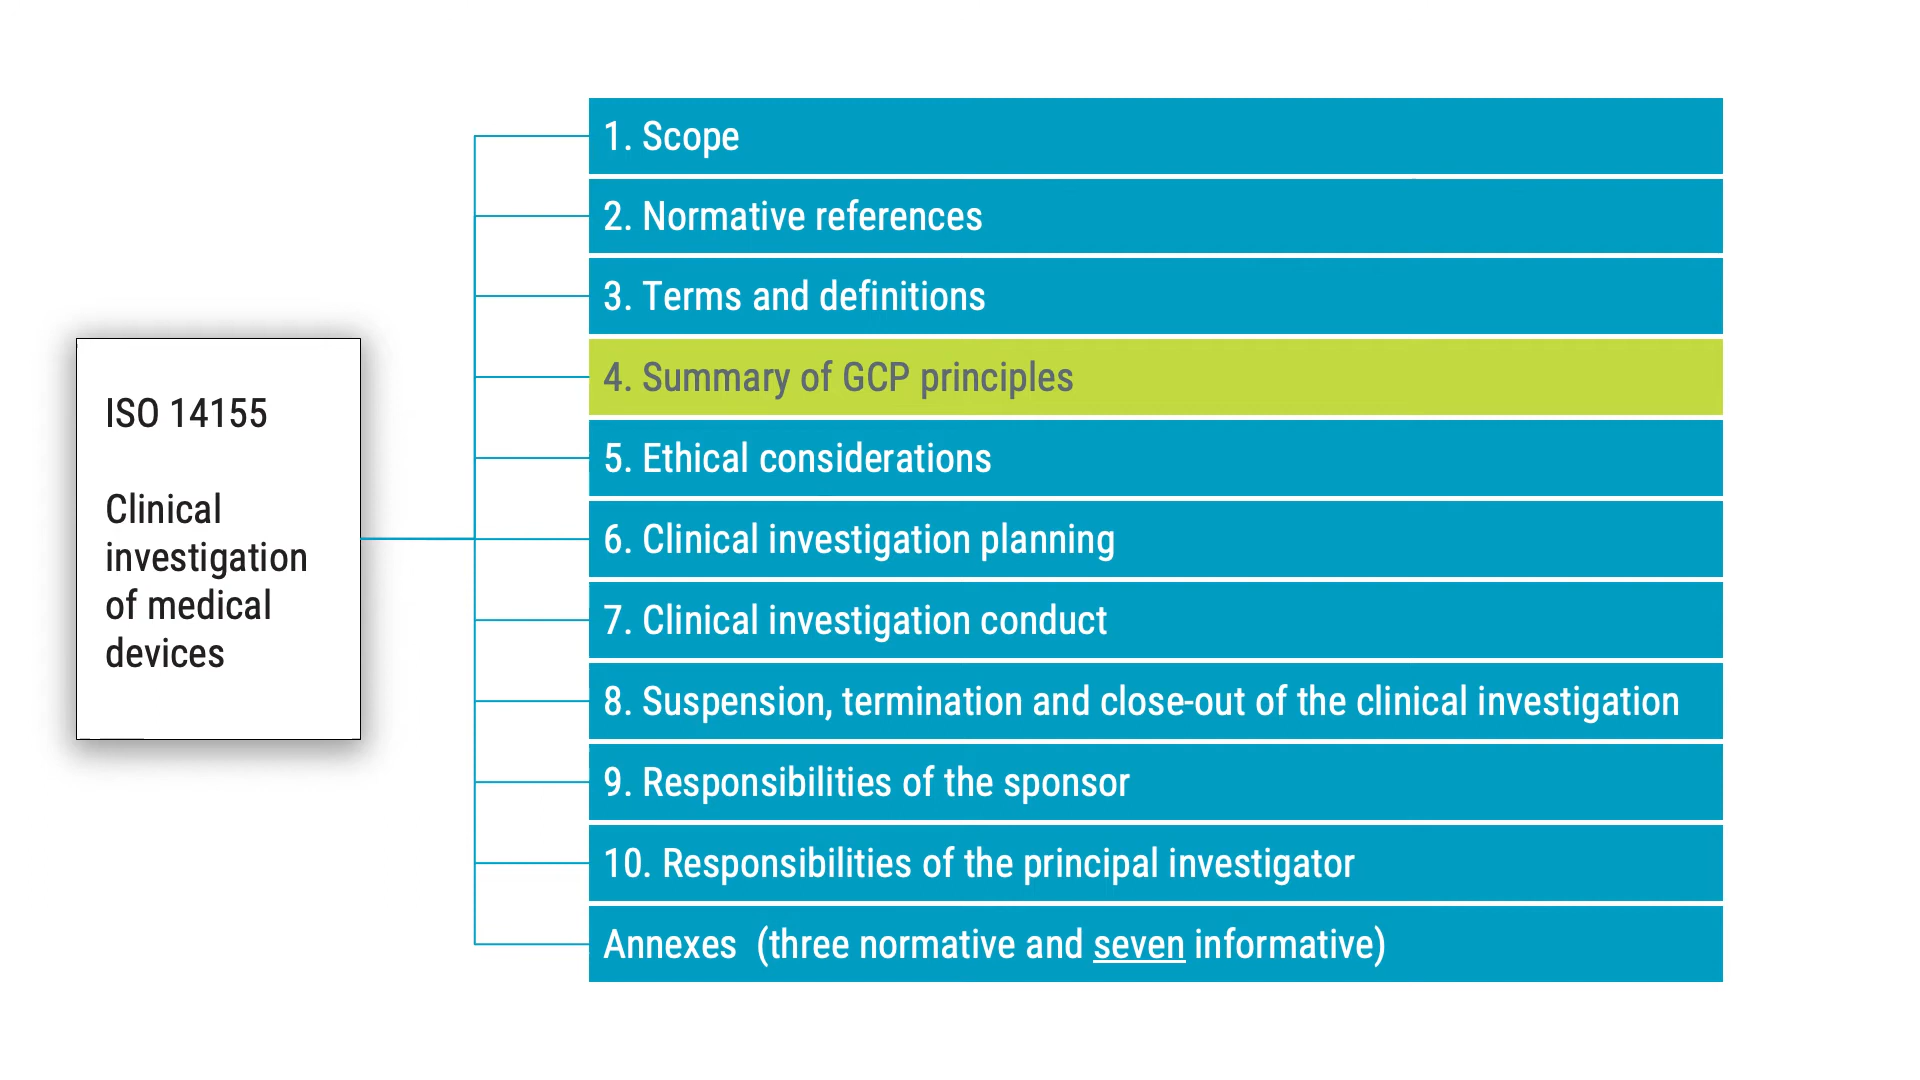 ISO 14155
Clinical
investigation
of medical
devices
1. Scope
2. Normative references
3. Terms and definitions
4. Summary of GCP principles
5. Ethical considerations
6. Clinical investigation planning
7. Clinical investigation conduct
8. Suspension, termination and close-out of the clinical investigation
9. Responsibilities of the sponsor
10. Responsibilities of the principal investigator
Annexes  (three normative and seven informative)